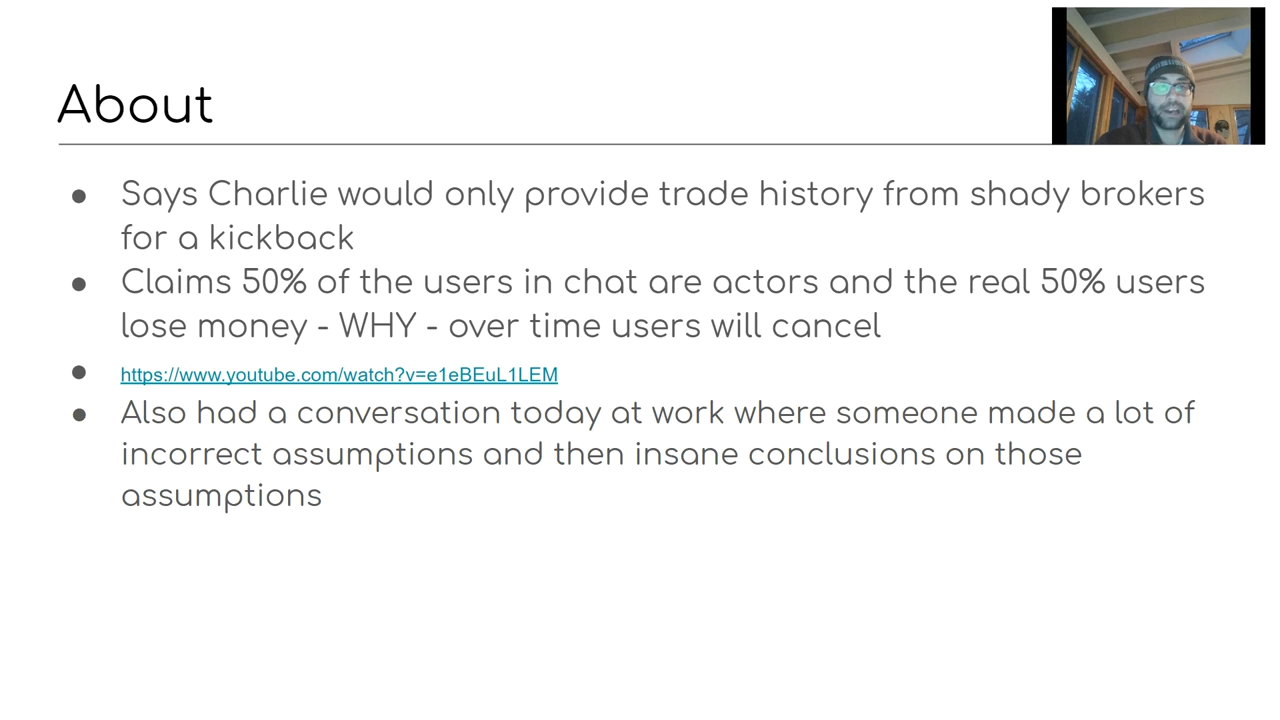 About
● Says Charlie would only provide trade history from shady brokers
for a kickback
● Claims 50% of the users in chat are actors and the real 50% users
lose money - WHY - over time users will cancel
● https://www.youtube.com/watch?v=e1eBEuL1LEM
● Also had a conversation today at work where someone made a lot of
incorrect assumptions and then insane conclusions on those
assumptions